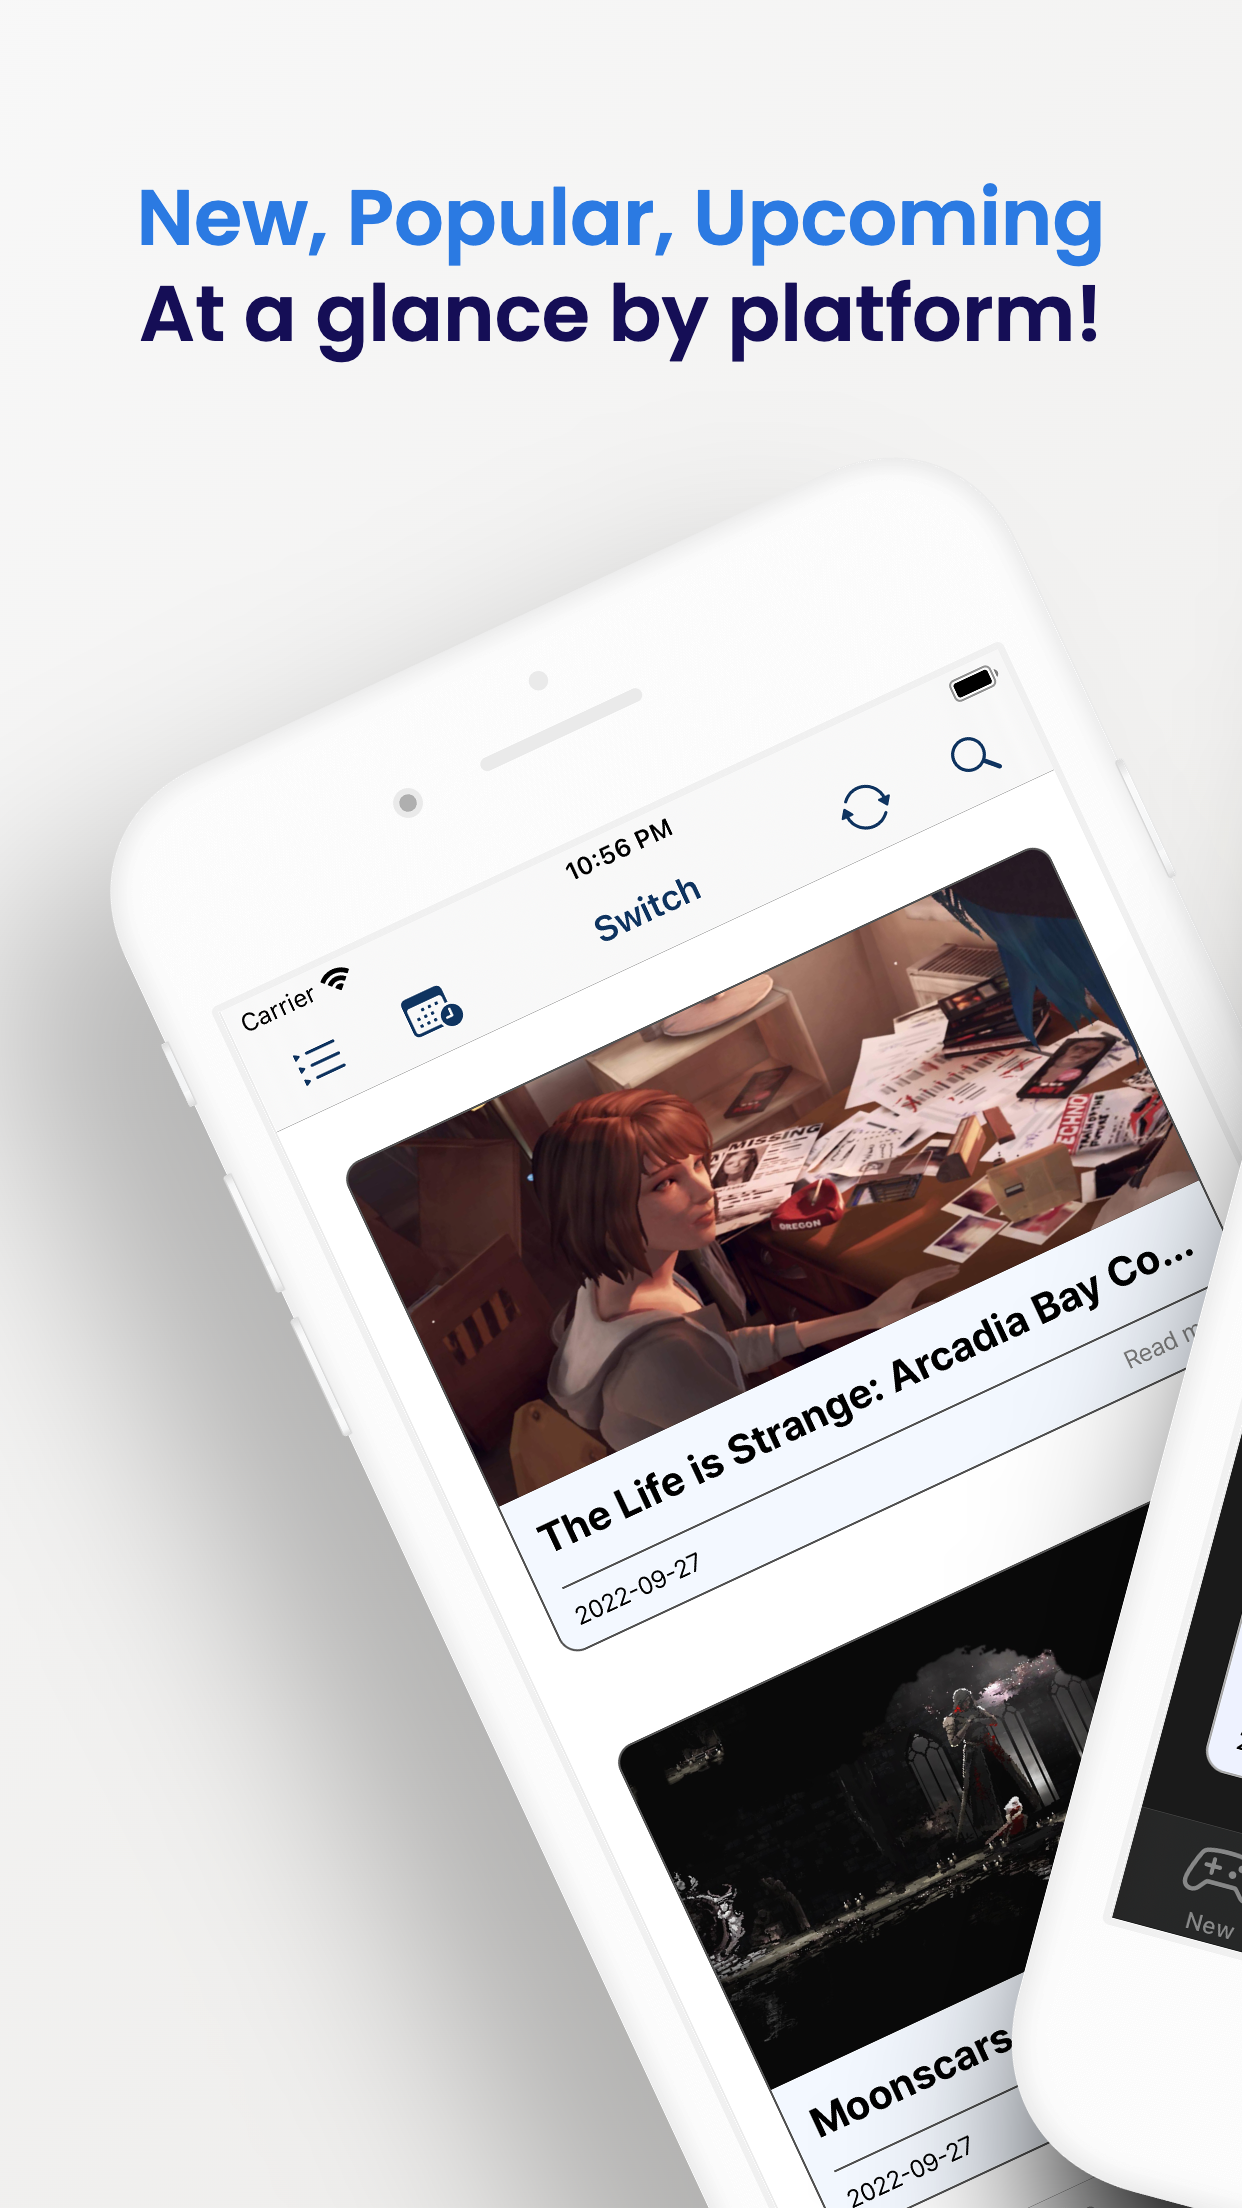 New, Popular, Upcoming
At a glance by platform!
Carrier
10:56 PM
Switch
MISSING
OREGON
The Life is Strange: Arcadia Bay Co...
Read
2022-09-27
Moonscars
2022-09-27
New